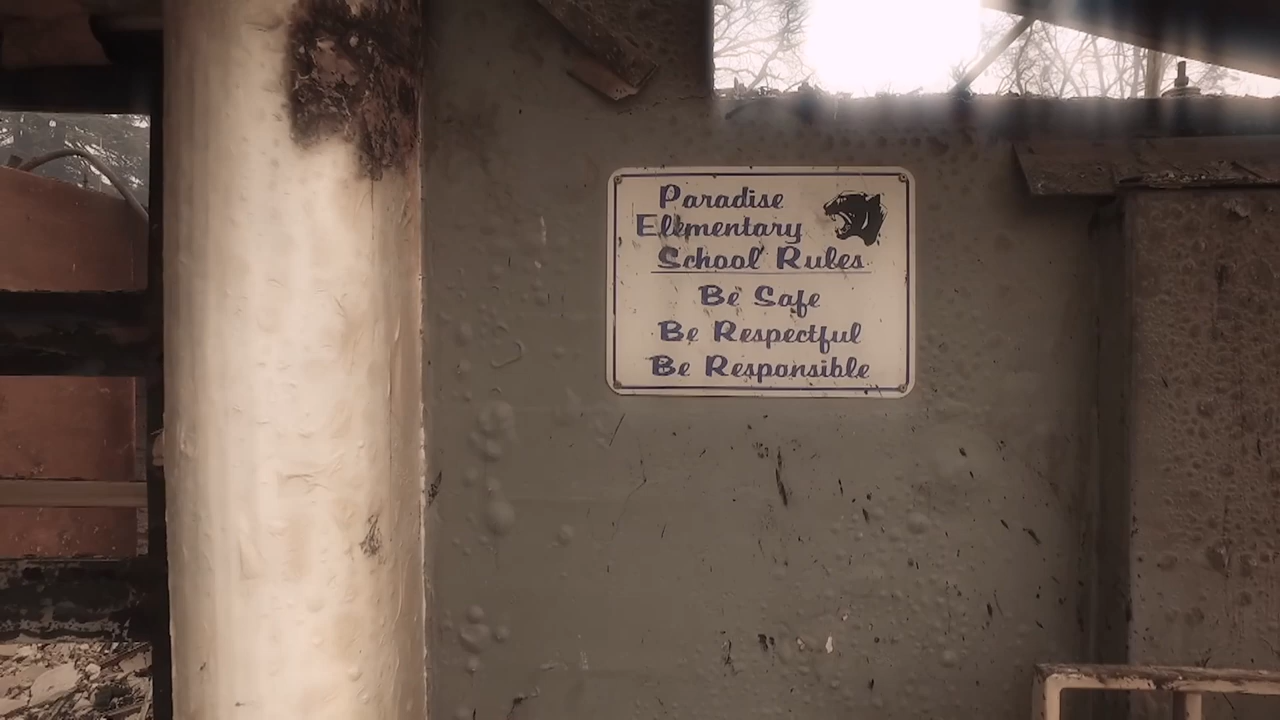 Paradise
Elementary
School Rules
Be Safe
Be Respectful
Be Responsible